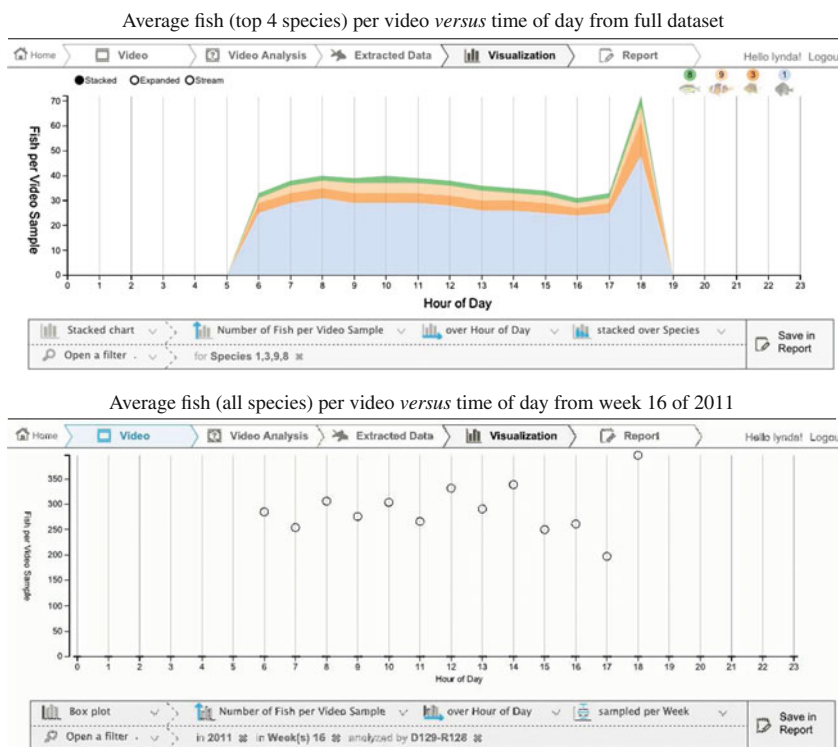 Average fish (top 4 species) per video versus time of day from full dataset
Home Video Video Analysis Extracted Data Visualization Report Hello lynda! Logou
Stacked Expanded Stream 8 9 3 1
Fish per Video Sample
70
60
50
40
30
20
10
0
0 1 2 3 4 5 6 7 8 9 10 11 12 13 14 15 16 17 18 19 20 21 22 23
Hour of Day
Stacked chart Number of Fish per Video Sample over Hour of Day stacked over Species
Open a filter . for Species 1,3,9,8
Save in
Report
Average fish (all species) per video versus time of day from week 16 of 2011
Home Video Video Analysis Extracted Data Visualization Report Hello lynda! Logou
Fish per Video Sample
350
300
250
200
150
100
50
0
0 1 2 3 4 5 6 7 8 9 10 11 12 13 14 15 16 17 18 19 20 21 22 23
Hour of Day
Box plot Number of Fish per Video Sample over Hour of Day sampled per Week
Open a filter . in 2011 in Week(s) 16 analyzed by D129-R128
Save in
Report